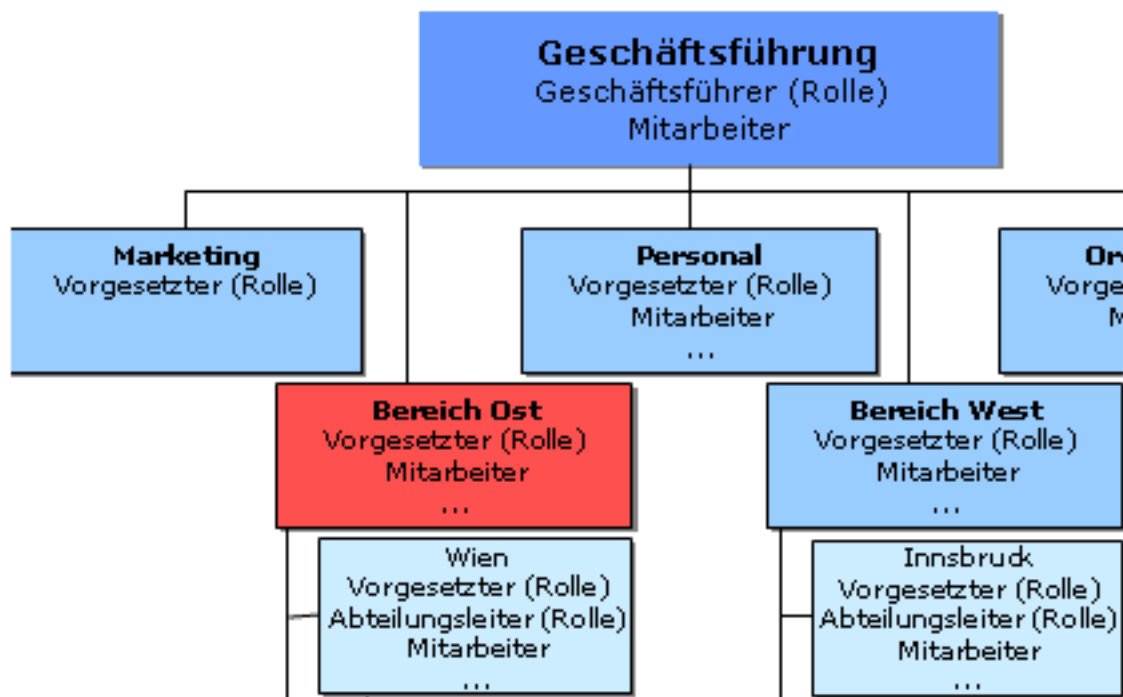 Geschäftsführung
Geschäftsführer (Rolle)
Mitarbeiter
Marketing
Vorgesetzter (Rolle)
Personal
Vorgesetzter (Rolle)
Mitarbeiter
...
Bereich Ost
Vorgesetzter (Rolle)
Mitarbeiter
...
Bereich West
Vorgesetzter (Rolle)
Mitarbeiter
...
Wien
Vorgesetzter (Rolle)
Abteilungsleiter (Rolle)
Mitarbeiter
...
Innsbruck
Vorgesetzter (Rolle)
Abteilungsleiter (Rolle)
Mitarbeiter
...